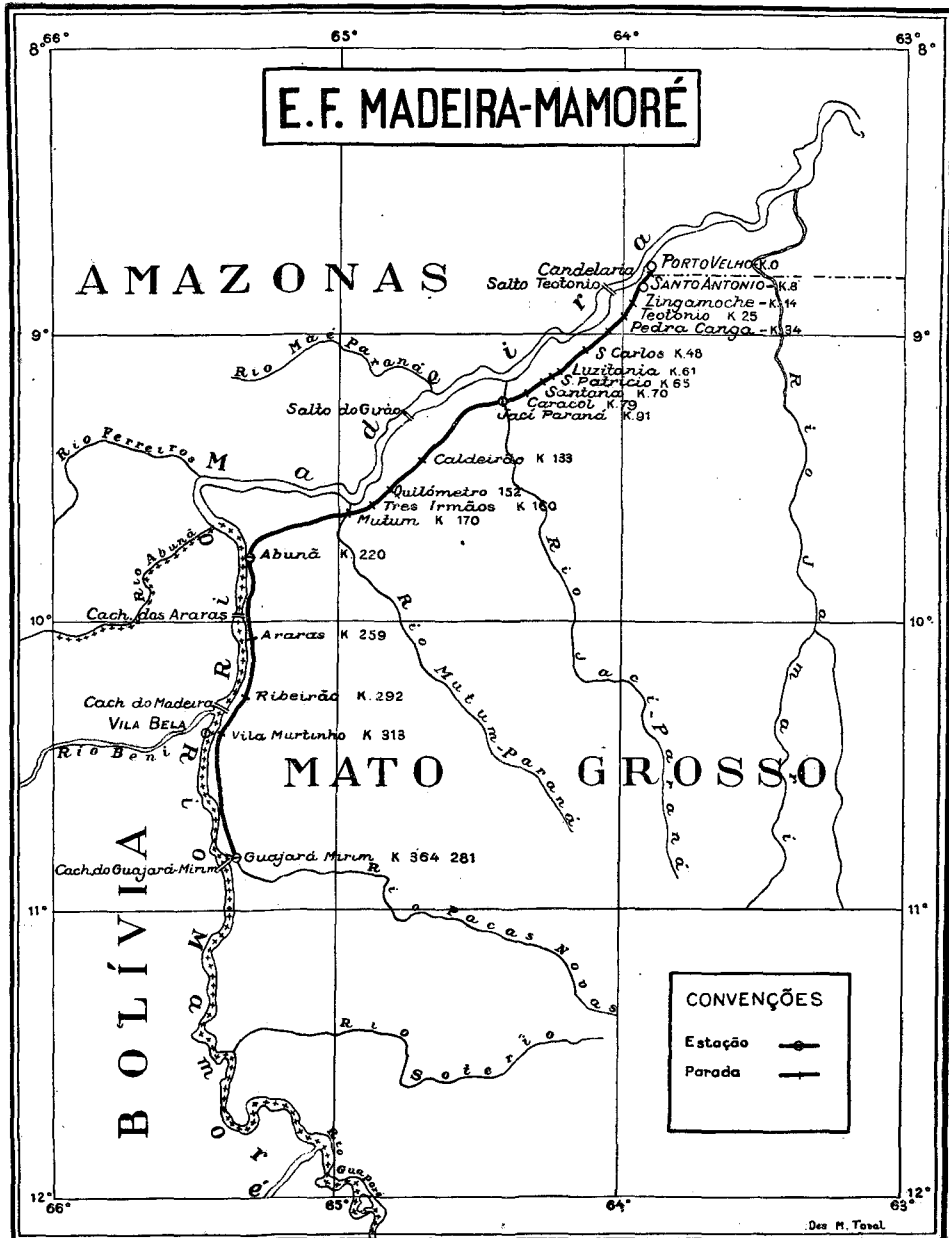 66° 65° 64° 63°
8° 8°
E.F. MADEIRA-MAMORÉ
AMAZONAS
Candelaria
PORTO VELHO-K.0
Salto Teotonio
SANTO ANTONIO-K.8
Zingamoche-K.14
Teotonio K 25
Pedra Canga-K.34
9° 9°
S Carlos K.48
Luzitania K.61
S. Patricio K 65
Santana K.70
Caracol K.79
Jaci Paraná K.91
Salto do Girão
Caldeirão K 133
Quilómetro 152
Tres Irmãos K 160
Mutum K 170
Rio Ferreiros
Rio Madeira
Rio Abunã
Abunã K 220
Cach. das Araras
10° 10°
Araras K 259
Ribeirão K.292
Cach do Madeira
VILA BELA
Vila Murtinho K 313
Rio Beni
Rio Mutum-Paraná
Rio Jaci-Paraná
Rio Jamari
MATO GROSSO
Guajará Mirim K 364 281
Cach. do Guajará-Mirim
BOLÍVIA
11° 11°
Rio Pacas Novas
Rio Soterio
Rio Mamoré
Rio Guaporé
CONVENÇÕES
Estação
Parada
12° 12°
66° 65° 64° 63°
Des M. Toval